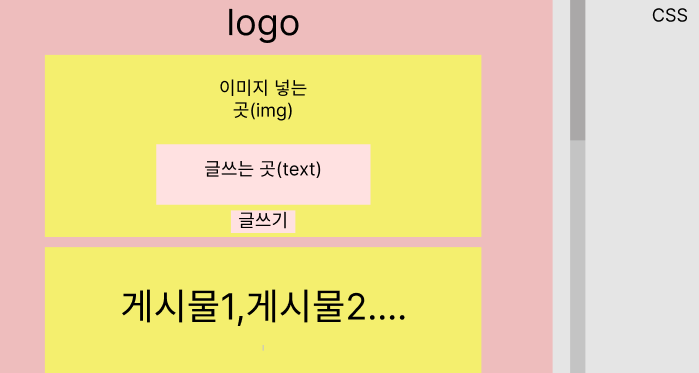 logo
CSS
이미지 넣는
곳(img)
글쓰는 곳(text)
글쓰기
게시물1,게시물2....